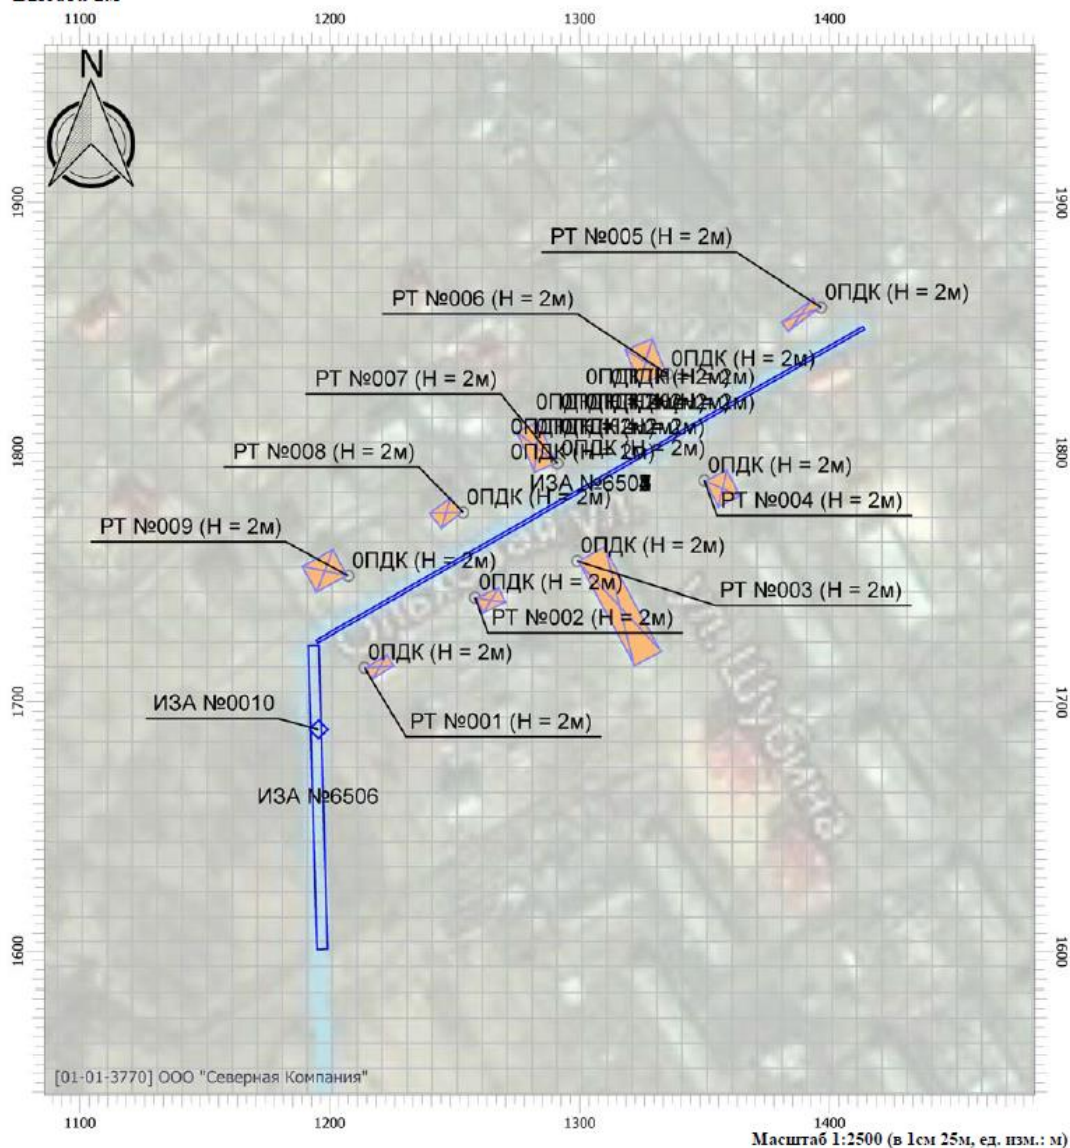 1100 1200 1300 1400
N
1900 1900
РТ №005 (Н = 2м)
0ПДК (Н = 2м)
РТ №006 (Н = 2м)
0ПДК (Н = 2м)
РТ №007 (Н = 2м)
1800 1800
РТ №008 (Н = 2м)
0ПДК (Н = 2м)
0ПДК (Н = 2м)
0ПДК (Н = 2м)
РТ №004 (Н = 2м)
РТ №009 (Н = 2м)
0ПДК (Н = 2м)
0ПДК (Н = 2м)
0ПДК (Н = 2м)
РТ №003 (Н = 2м)
РТ №002 (Н = 2м)
0ПДК (Н = 2м)
ул. Шубина
1700 1700
ИЗА №0010
РТ №001 (Н = 2м)
ИЗА №6506
1600 1600
[01-01-3770] ООО "Северная Компания"
1100 1200 1300 1400
Масштаб 1:2500 (в 1см 25м, ед. изм.: м)